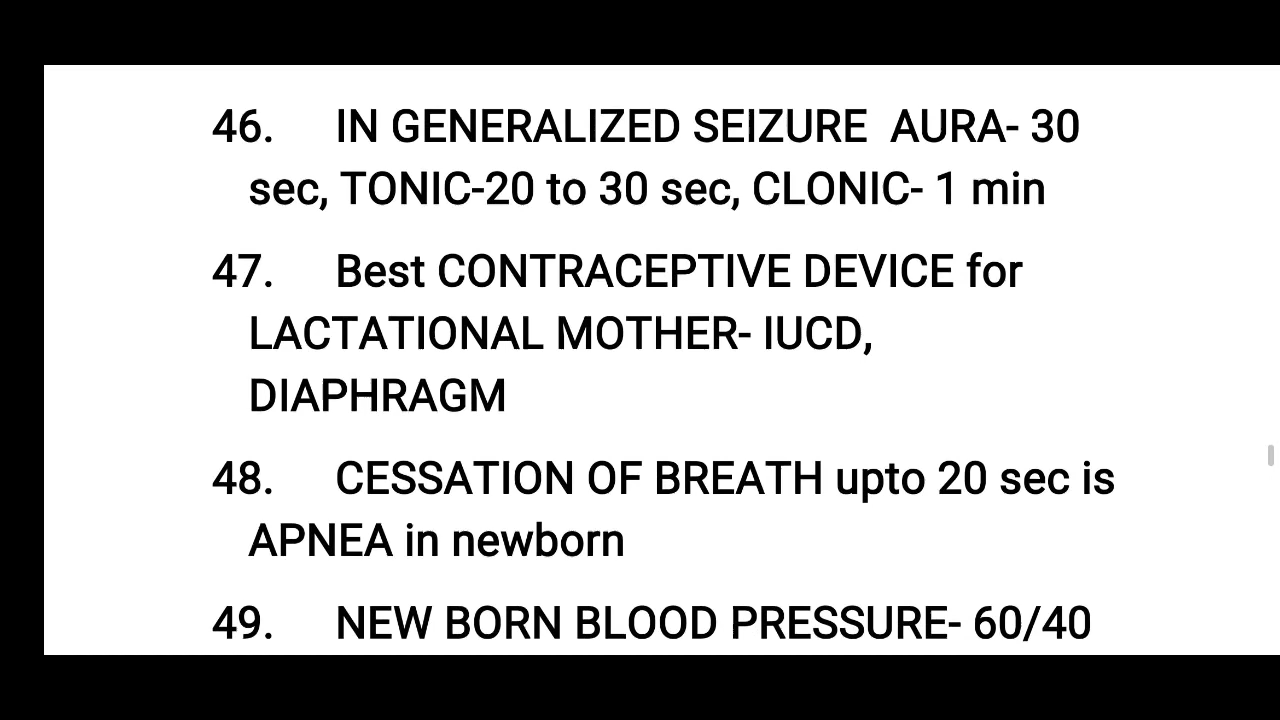 46. IN GENERALIZED SEIZURE AURA- 30
sec, TONIC-20 to 30 sec, CLONIC- 1 min
47. Best CONTRACEPTIVE DEVICE for
LACTATIONAL MOTHER- IUCD,
DIAPHRAGM
48. CESSATION OF BREATH upto 20 sec is
APNEA in newborn
49. NEW BORN BLOOD PRESSURE- 60/40